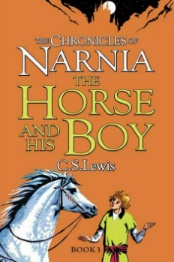 THE CHRONICLES OF
NARNIA
THE
HORSE
AND HIS
BOY
C.S.Lewis
BOOK 3